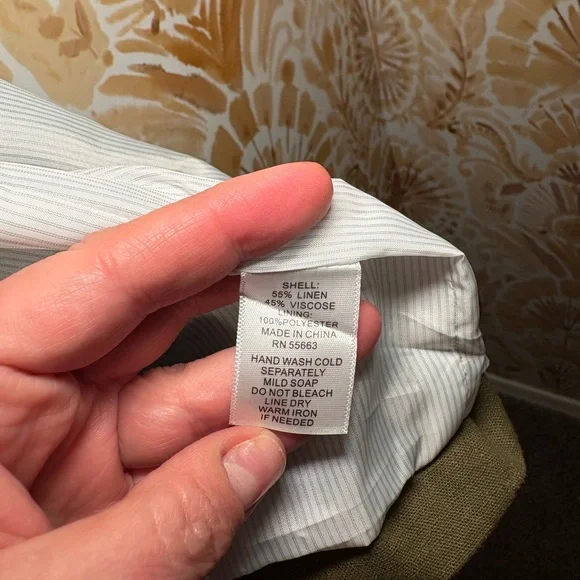 SHELL:
55% LINEN
45% VISCOSE
LINING:
100%POLYESTER
MADE IN CHINA
RN 55663
HAND WASH COLD
SEPARATELY
MILD SOAP
DO NOT BLEACH
LINE DRY
WARM IRON
IF NEEDED